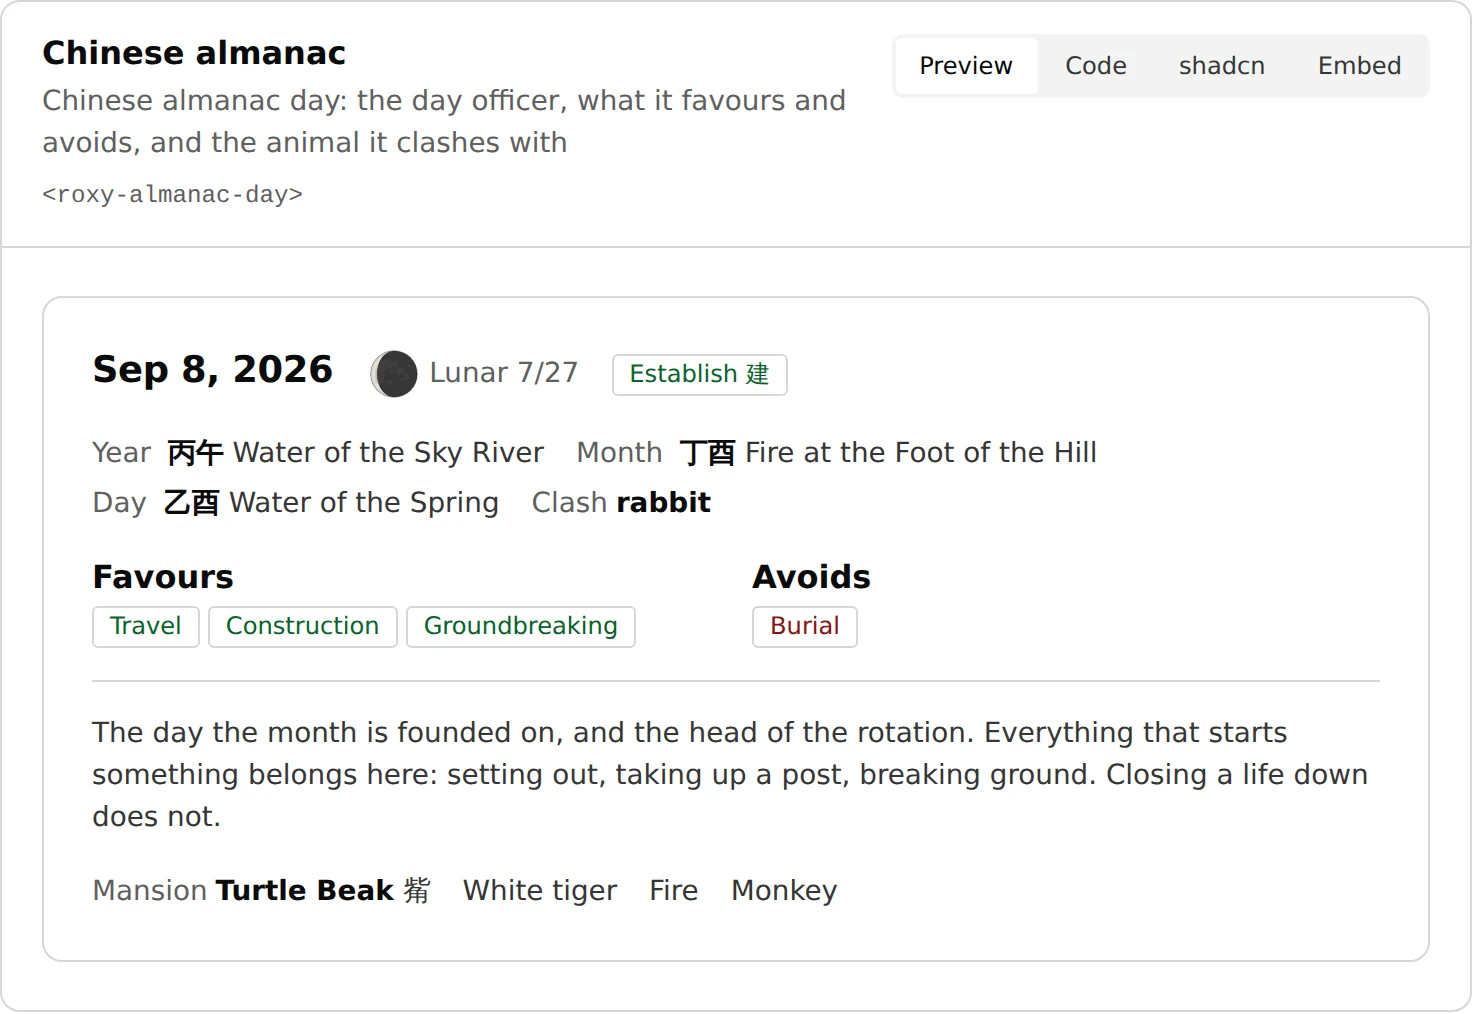 Chinese almanac
Preview Code shadcn Embed
Chinese almanac day: the day officer, what it favours and
avoids, and the animal it clashes with
<roxy-almanac-day>
Sep 8, 2026 Lunar 7/27 Establish 建
Year 丙午 Water of the Sky River Month 丁酉 Fire at the Foot of the Hill
Day 乙酉 Water of the Spring Clash rabbit
Favours Avoids
Travel Construction Groundbreaking Burial
The day the month is founded on, and the head of the rotation. Everything that starts
something belongs here: setting out, taking up a post, breaking ground. Closing a life down
does not.
Mansion Turtle Beak 觜 White tiger Fire Monkey